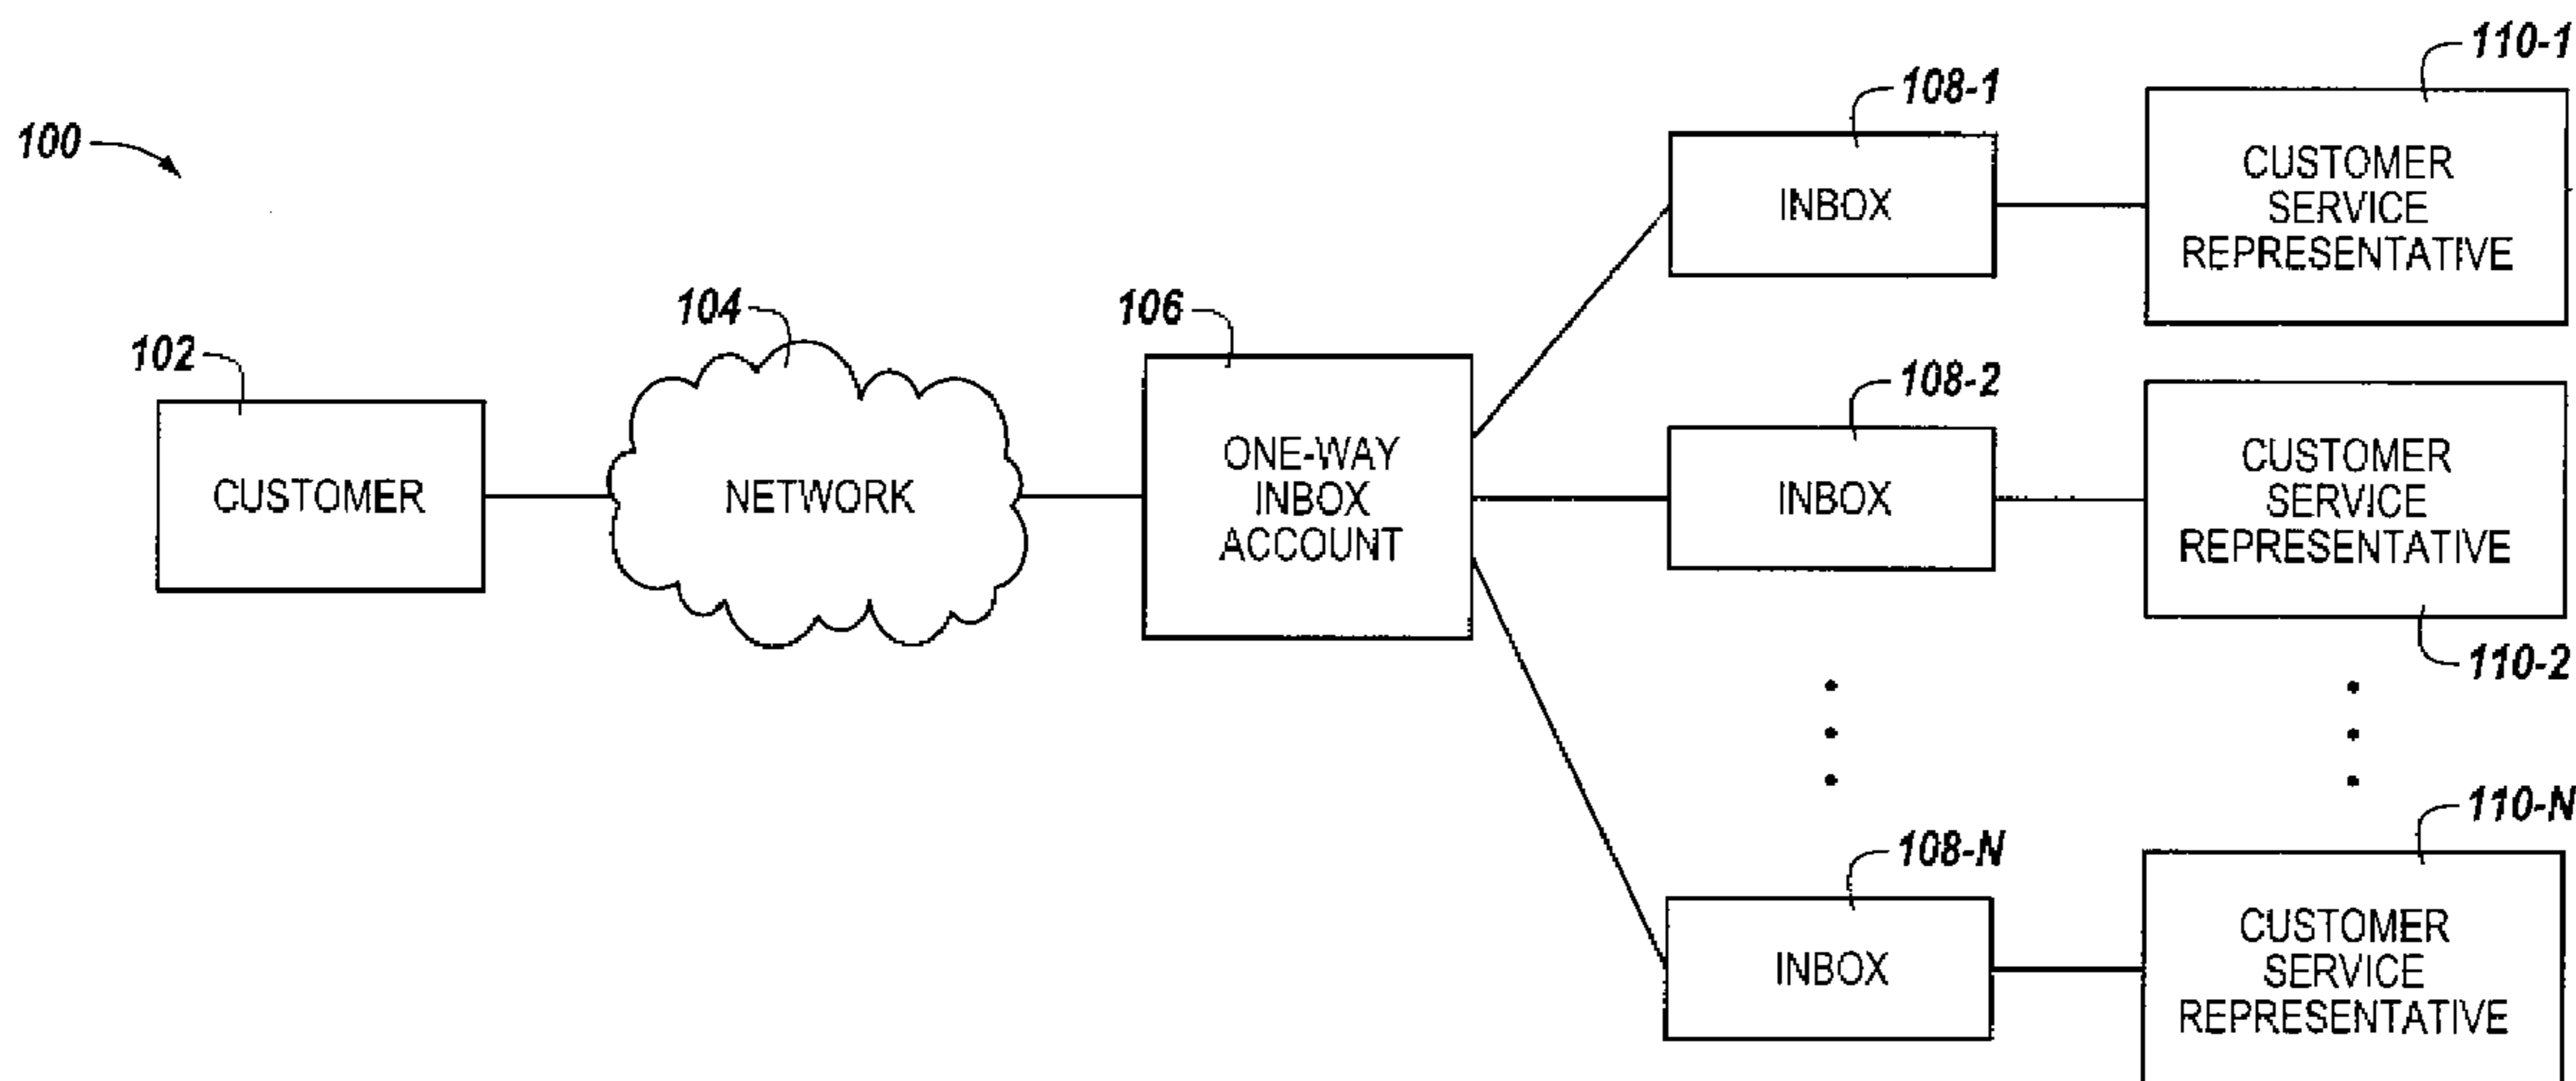 100
102
CUSTOMER
104
NETWORK
106
ONE-WAY
INBOX
ACCOUNT
108-1
INBOX
110-1
CUSTOMER
SERVICE
REPRESENTATIVE
108-2
INBOX
CUSTOMER
SERVICE
REPRESENTATIVE
110-2
108-N
INBOX
110-N
CUSTOMER
SERVICE
REPRESENTATIVE